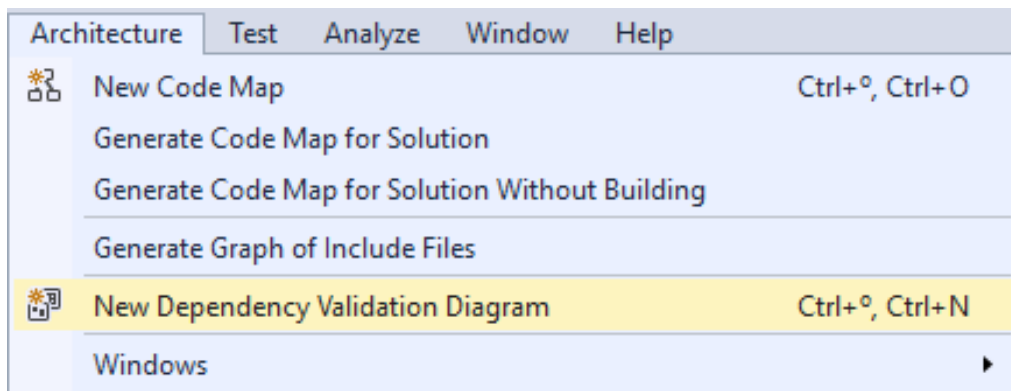 Architecture Test Analyze Window Help
New Code Map Ctrl+º, Ctrl+O
Generate Code Map for Solution
Generate Code Map for Solution Without Building
Generate Graph of Include Files
New Dependency Validation Diagram Ctrl+º, Ctrl+N
Windows